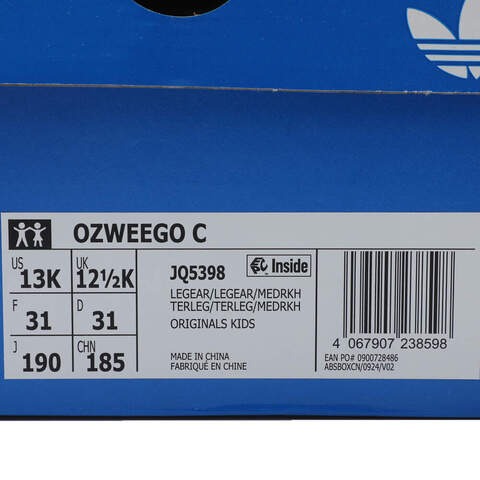 OZWEEGO C
US 13K UK 12½K
F 31 D 31
J 190 CHN 185
JQ5398 Inside
LEGEAR/LEGEAR/MEDRKH
TERLEG/TERLEG/MEDRKH
ORIGINALS KIDS
MADE IN CHINA
FABRIQUÉ EN CHINE
4 067907 238598
EAN PO# 0900728486
ABSBOXCN/0924/V02